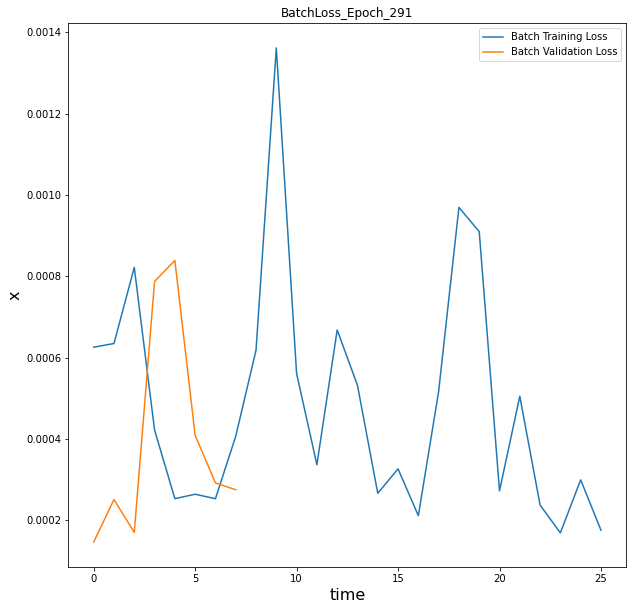 BatchLoss_Epoch_291
Batch Training Loss
Batch Validation Loss
0.0014
0.0012
0.0010
0.0008
0.0006
0.0004
0.0002
x
0
5
10
15
20
25
time